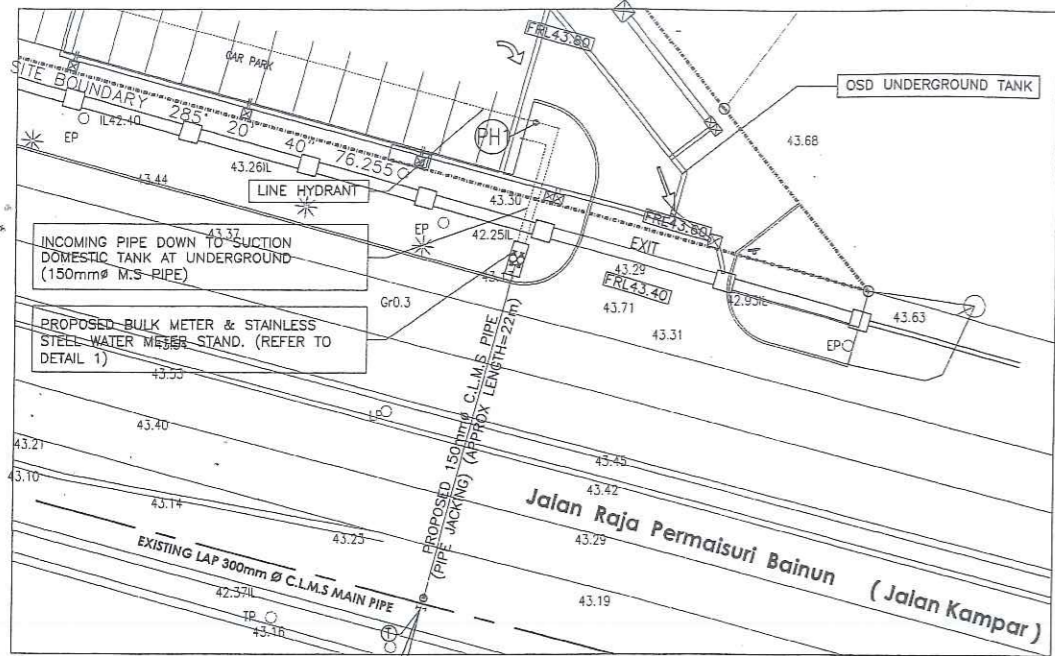 FRL43.80
CAR PARK
OSD UNDERGROUND TANK
SITE BOUNDARY 285° 20' 40" 76.255
IL42.40
EP
PH1
43.68
43.26IL
43.44
LINE HYDRANT
43.30
FRL43.60
43.37
EP
42.25IL
EXIT
INCOMING PIPE DOWN TO SUCTION
DOMESTIC TANK AT UNDERGROUND
(150mmø M.S PIPE)
43.29
FRL43.40
42.93IL
Gr0.3
43.71
43.63
43.31
EP
PROPOSED BULK METER & STAINLESS
STEEL WATER METER STAND. (REFER TO
DETAIL 1)
43.53
PROPOSED 150mmø C.L.M.S PIPE
(PIPE JACKING) (APPROX LENGTH=22m)
LP
43.40
43.21
43.45
43.10
43.42
43.14
Jalan Raja Permaisuri Bainun (Jalan Kampar)
43.25
43.29
EXISTING LAP 300mm Ø C.L.M.S MAIN PIPE
42.37IL
43.19
TP
43.16
T